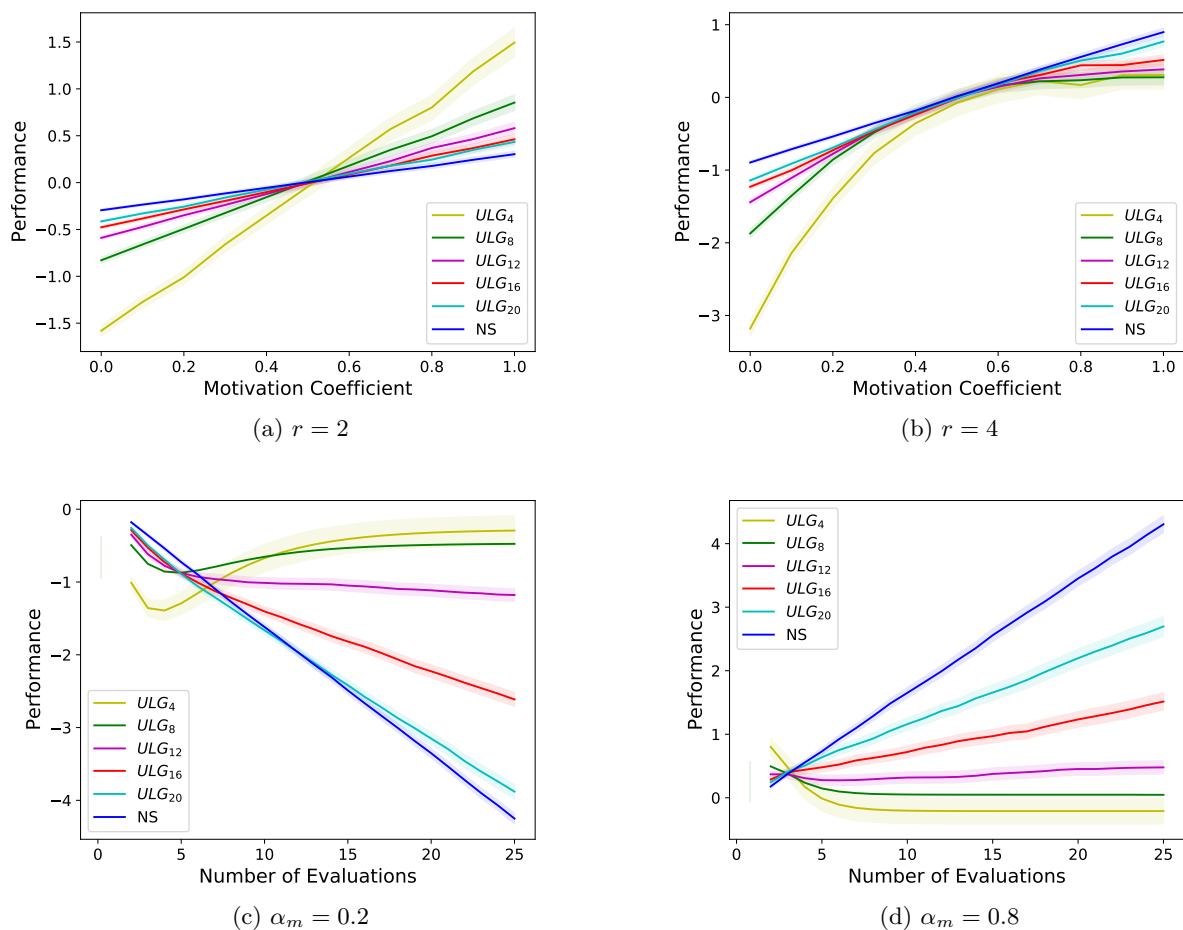 1.5
1.0
0.5
0.0
−0.5
−1.0
−1.5
Performance
0.0 0.2 0.4 0.6 0.8 1.0
Motivation Coefficient
ULG₄
ULG₈
ULG₁₂
ULG₁₆
ULG₂₀
NS
(a) r = 2
1
0
−1
−2
−3
Performance
0.0 0.2 0.4 0.6 0.8 1.0
Motivation Coefficient
ULG₄
ULG₈
ULG₁₂
ULG₁₆
ULG₂₀
NS
(b) r = 4
0
−1
−2
−3
−4
Performance
0 5 10 15 20 25
Number of Evaluations
ULG₄
ULG₈
ULG₁₂
ULG₁₆
ULG₂₀
NS
(c) αₘ = 0.2
4
3
2
1
0
Performance
0 5 10 15 20 25
Number of Evaluations
ULG₄
ULG₈
ULG₁₂
ULG₁₆
ULG₂₀
NS
(d) αₘ = 0.8